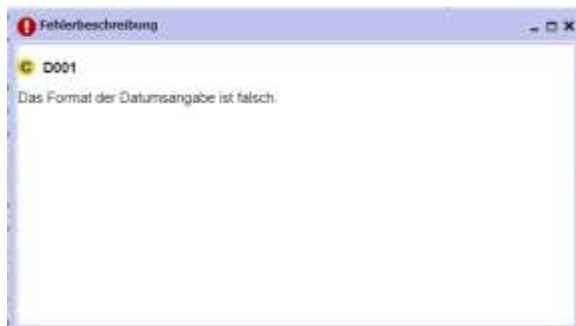 Fehlerbeschreibung
C D001
Das Format der Datumsangabe ist falsch.